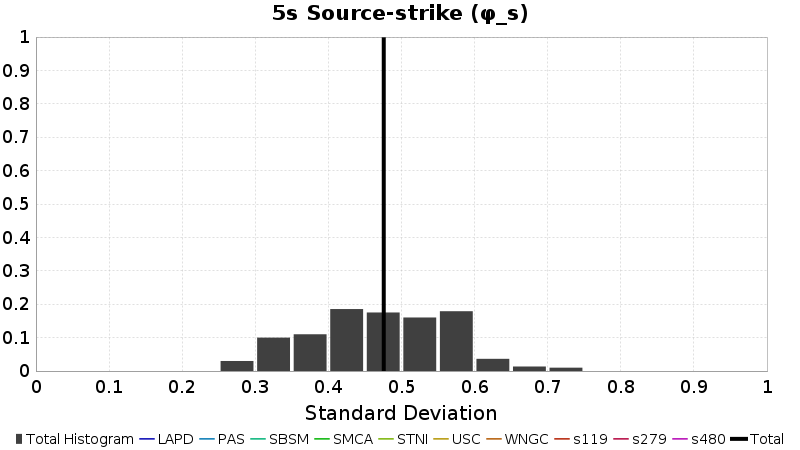 5s Source-strike (φ_s)
1
0.9
0.8
0.7
0.6
0.5
0.4
0.3
0.2
0.1
0
0 0.1 0.2 0.3 0.4 0.5 0.6 0.7 0.8 0.9 1
Standard Deviation
Total Histogram LAPD PAS SBSM SMCA STNI USC WNGC s119 s279 s480 Total